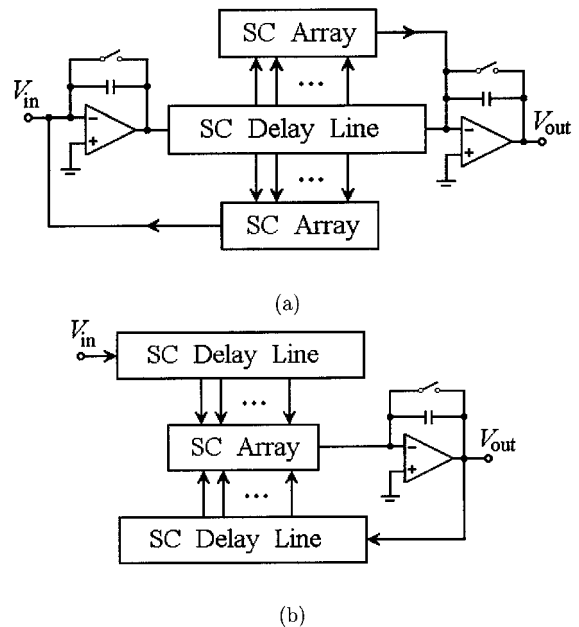 SC Array
V_in
SC Delay Line
V_out
SC Array
(a)
V_in
SC Delay Line
SC Array
V_out
SC Delay Line
(b)